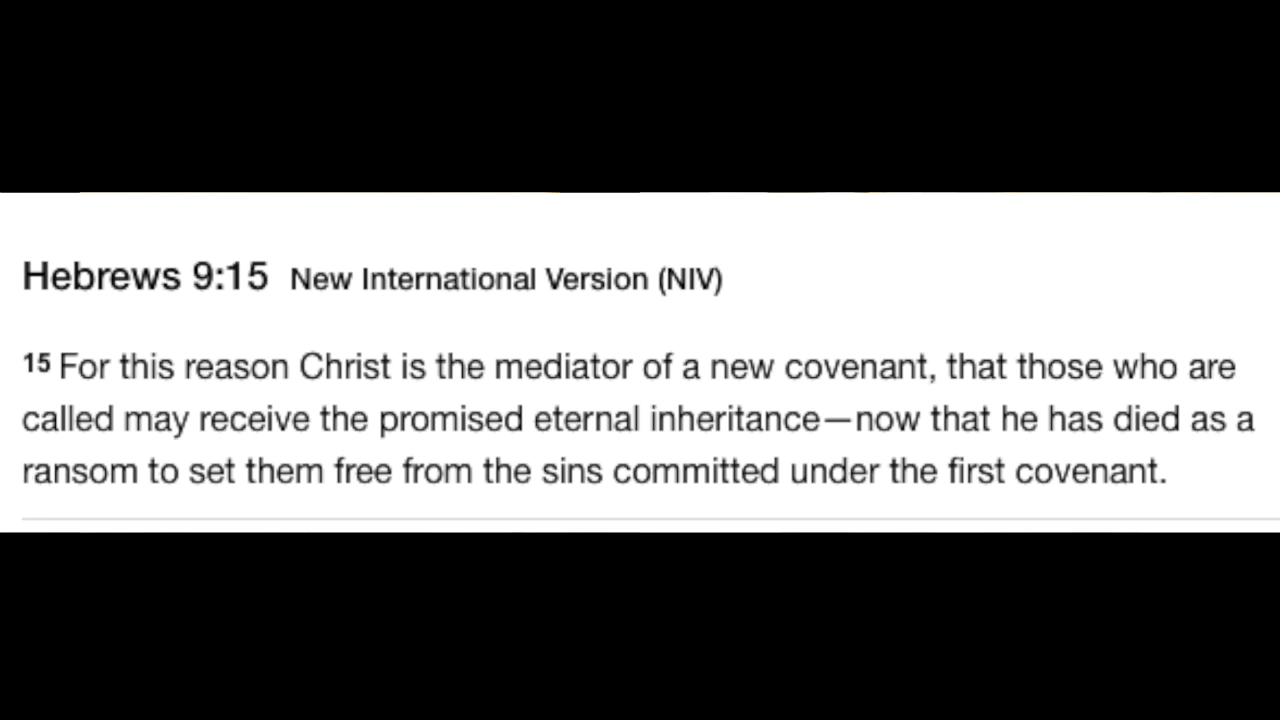 Hebrews 9:15 New International Version (NIV)
15 For this reason Christ is the mediator of a new covenant, that those who are
called may receive the promised eternal inheritance—now that he has died as a
ransom to set them free from the sins committed under the first covenant.